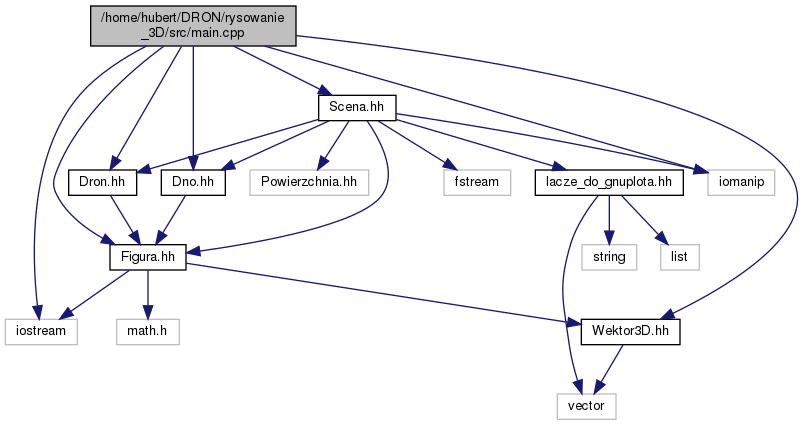 /home/hubert/DRON/rysowanie
_3D/src/main.cpp
Scena.hh
Dron.hh
Dno.hh
Powierzchnia.hh
fstream
lacze_do_gnuplota.hh
iomanip
Figura.hh
string
list
iostream
math.h
Wektor3D.hh
vector